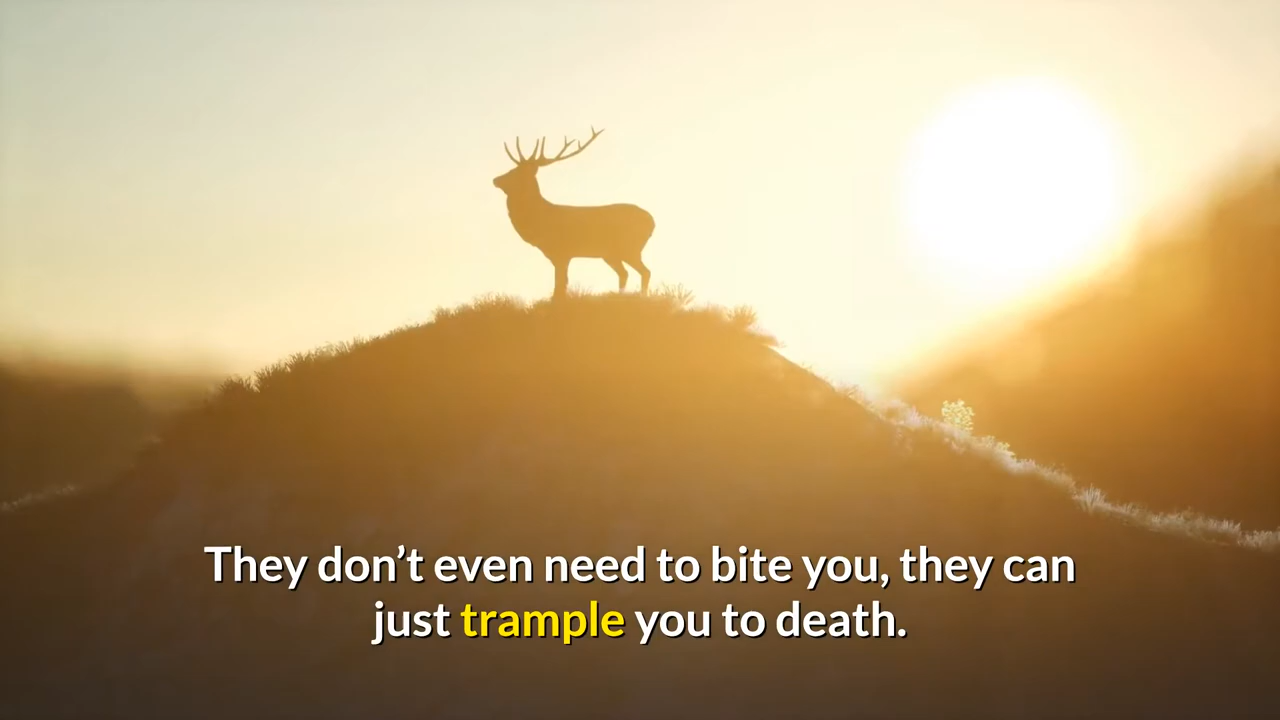 They don’t even need to bite you, they can
just trample you to death.